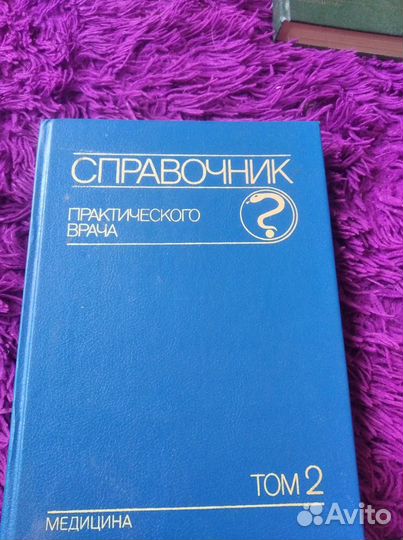 СПРАВОЧНИК
ПРАКТИЧЕСКОГО
ВРАЧА
ТОМ 2
МЕДИЦИНА
Avito